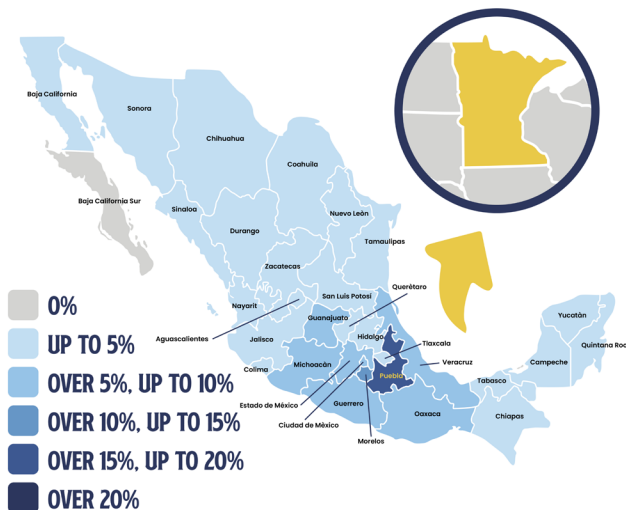 Baja California
Sonora
Chihuahua
Coahuila
Baja California Sur
Sinaloa
Durango
Nuevo León
Tamaulipas
Zacatecas
Querétaro
San Luis Potosí
Nayarit
Guanajuato
Aguascalientes
Jalisco
Hidalgo
Tlaxcala
Veracruz
Yucatán
Quintana Roo
Campeche
Tabasco
Colima
Michoacán
Puebla
Estado de México
Guerrero
Ciudad de México
Oaxaca
Chiapas
Morelos
0%
UP TO 5%
OVER 5%, UP TO 10%
OVER 10%, UP TO 15%
OVER 15%, UP TO 20%
OVER 20%